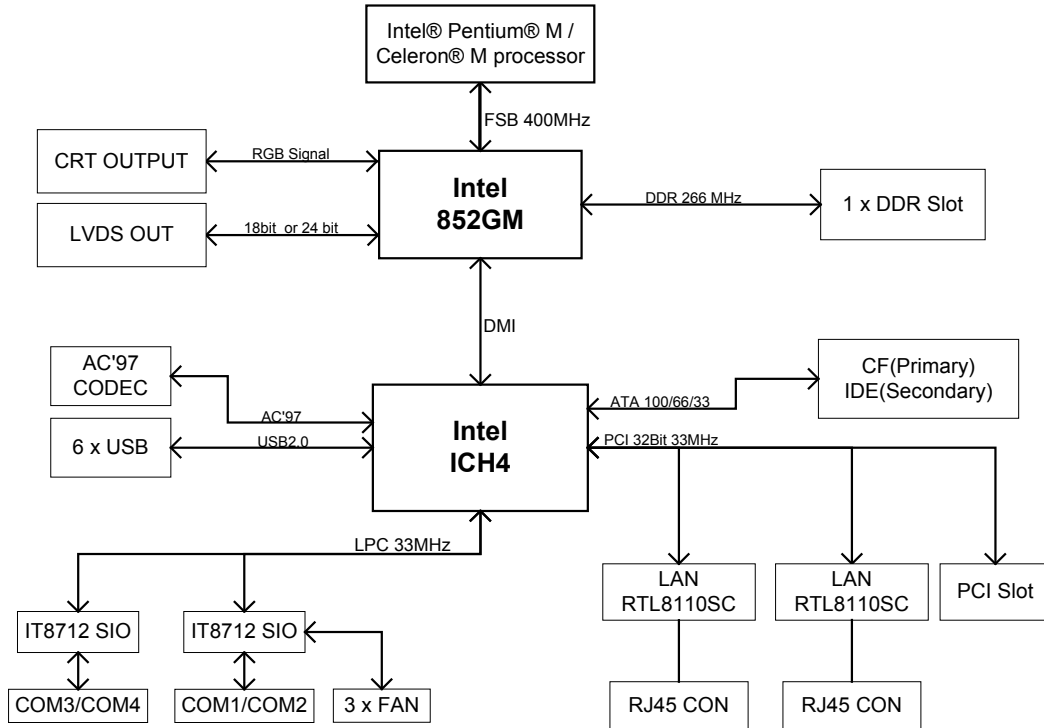 Intel® Pentium® M /
Celeron® M processor
FSB 400MHz
CRT OUTPUT
RGB Signal
Intel
852GM
DDR 266 MHz
1 x DDR Slot
LVDS OUT
18bit or 24 bit
DMI
AC'97
CODEC
AC'97
6 x USB
USB2.0
Intel
ICH4
ATA 100/66/33
CF(Primary)
IDE(Secondary)
PCI 32Bit 33MHz
LPC 33MHz
LAN
RTL8110SC
LAN
RTL8110SC
PCI Slot
IT8712 SIO
IT8712 SIO
COM3/COM4
COM1/COM2
3 x FAN
RJ45 CON
RJ45 CON